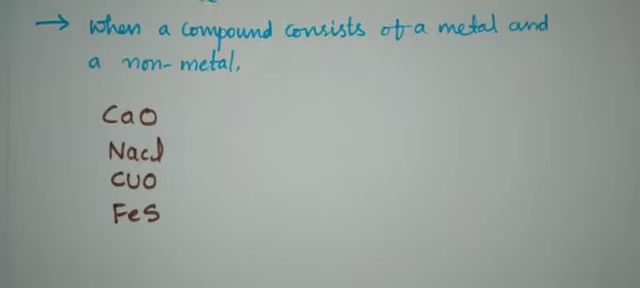 → When a compound consists of a metal and
a non-metal.
CaO
Nacl
CUO
FeS